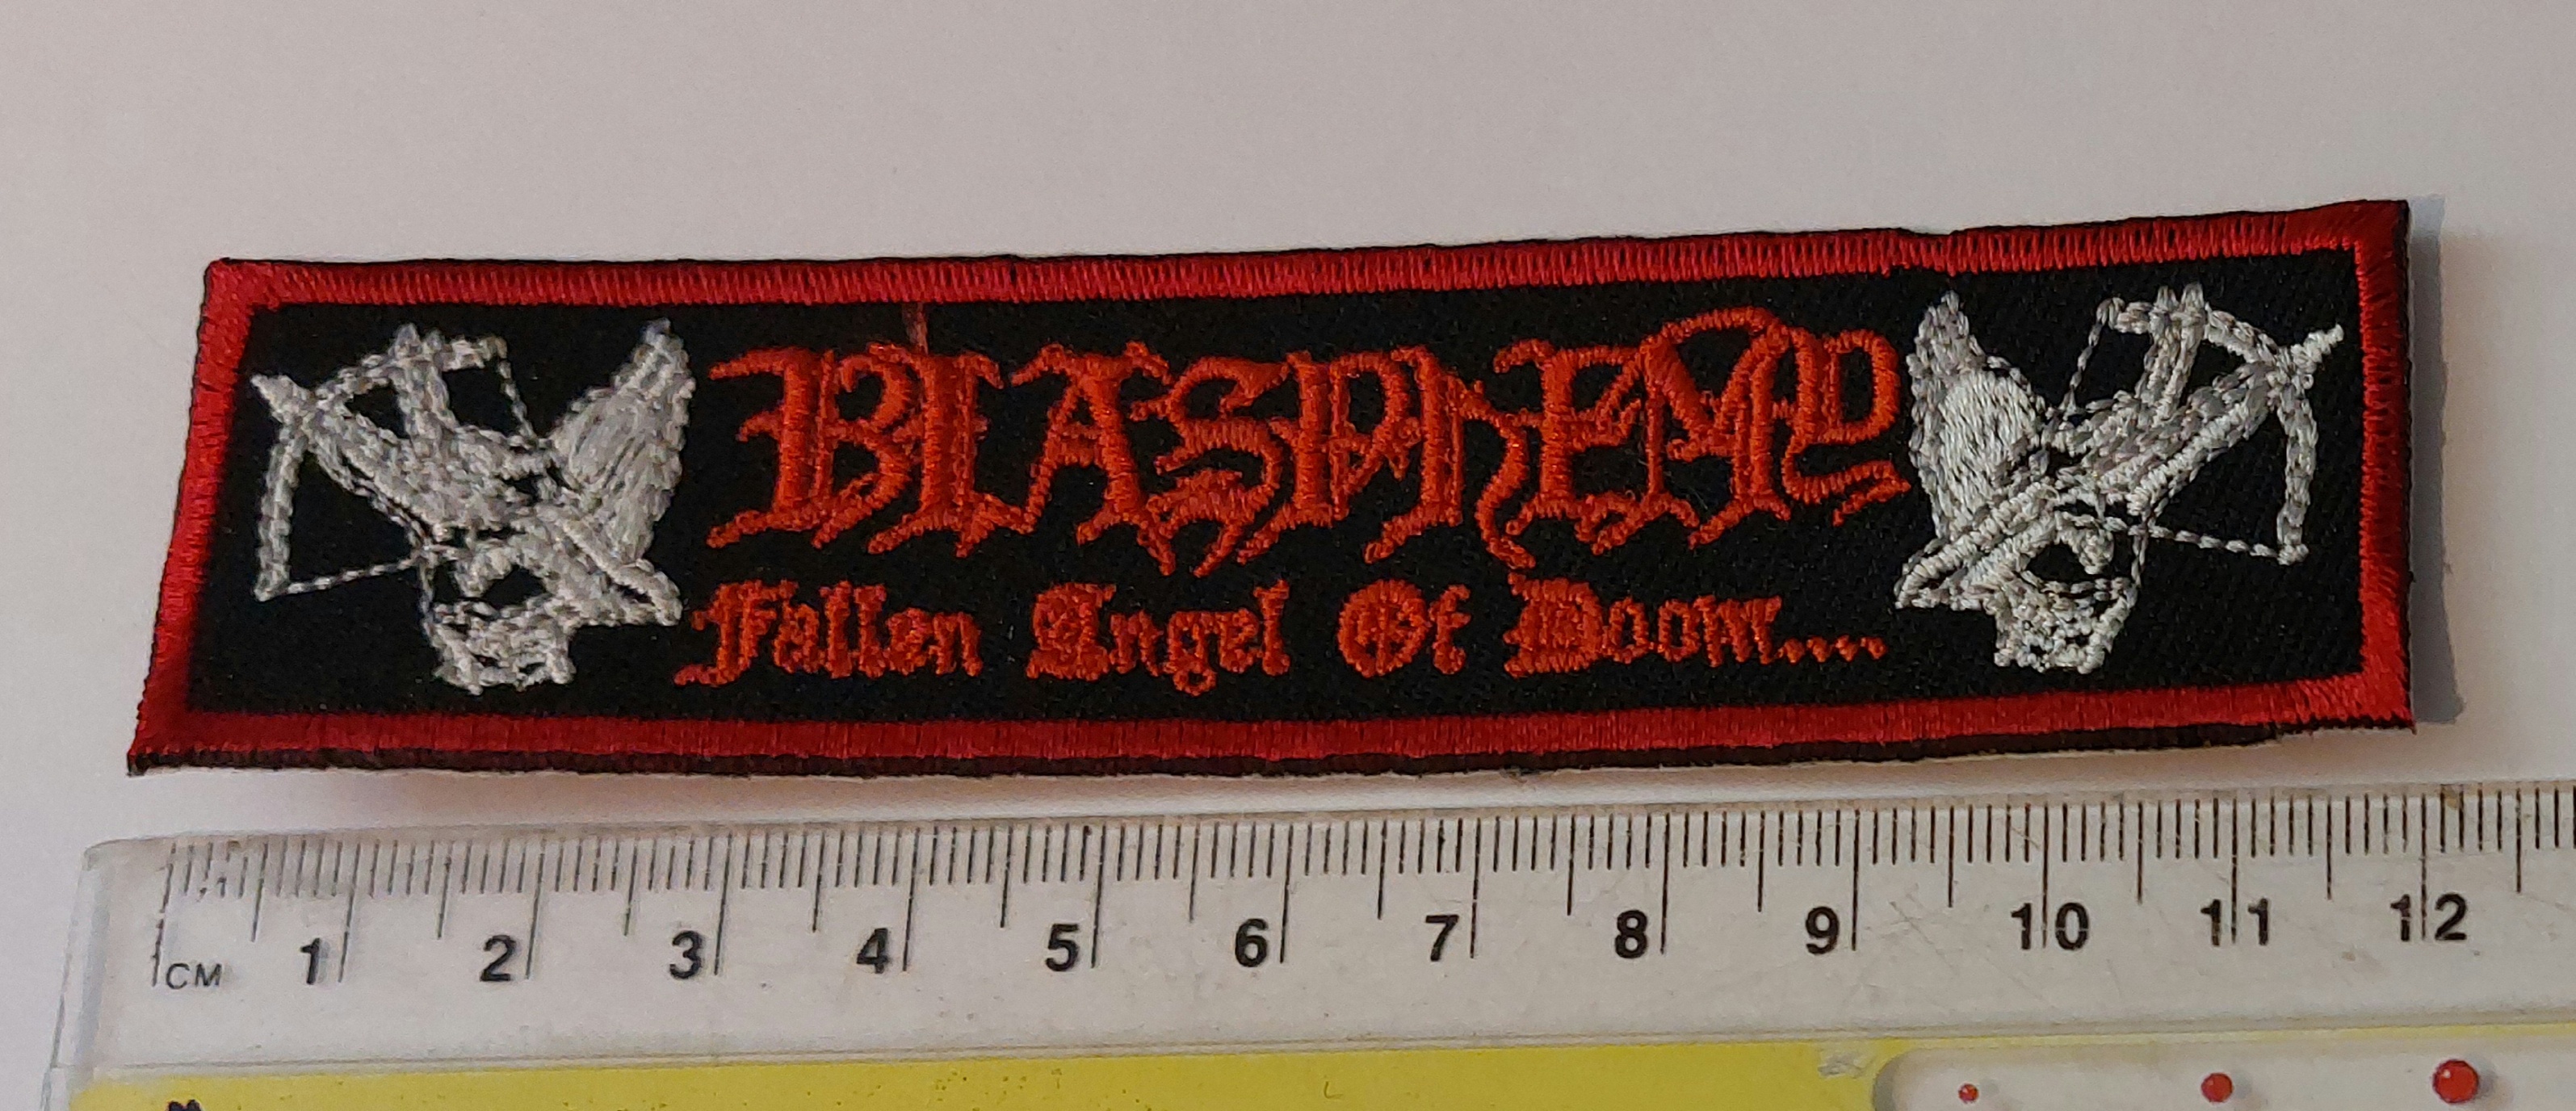 BLASPHEMY
Fallen Angel Of Doom....
CM 1 2 3 4 5 6 7 8 9 10 11 12